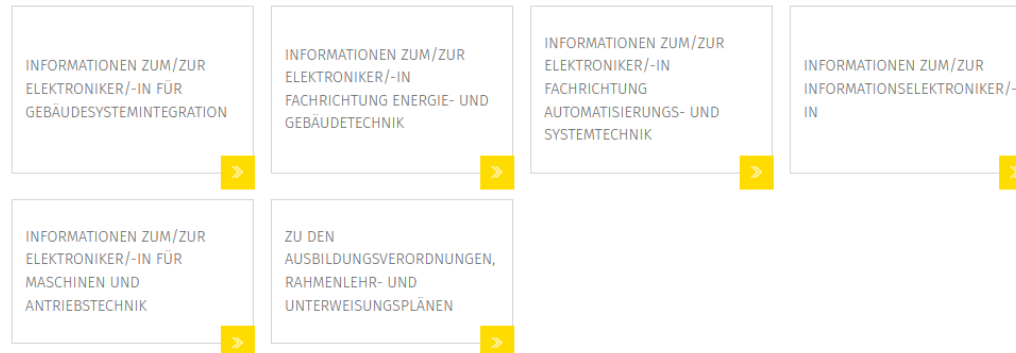 INFORMATIONEN ZUM/ZUR
ELEKTRONIKER/-IN FÜR
GEBÄUDESYSTEMINTEGRATION
INFORMATIONEN ZUM/ZUR
ELEKTRONIKER/-IN
FACHRICHTUNG ENERGIE- UND
GEBÄUDETECHNIK
INFORMATIONEN ZUM/ZUR
ELEKTRONIKER/-IN
FACHRICHTUNG
AUTOMATISIERUNGS- UND
SYSTEMTECHNIK
INFORMATIONEN ZUM/ZUR
INFORMATIONSELEKTRONIKER/-
IN
INFORMATIONEN ZUM/ZUR
ELEKTRONIKER/-IN FÜR
MASCHINEN UND
ANTRIEBSTECHNIK
ZU DEN
AUSBILDUNGSVERORDNUNGEN,
RAHMENLEHR- UND
UNTERWEISUNGSPLÄNEN